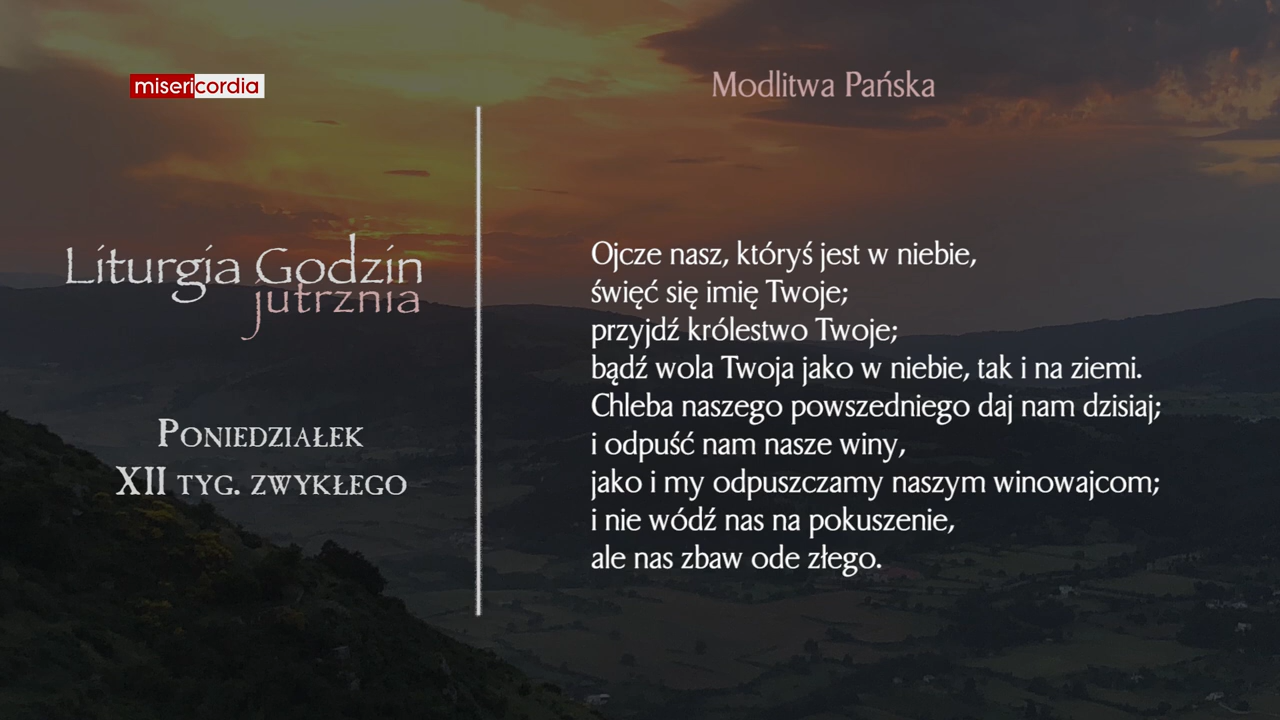 misericordia
Liturgia Godzin
jutrznia
Poniedziałek
XII tyg. zwykłego
Modlitwa Pańska
Ojcze nasz, któryś jest w niebie,
święć się imię Twoje;
przyjdź królestwo Twoje;
bądź wola Twoja jako w niebie, tak i na ziemi.
Chleba naszego powszedniego daj nam dzisiaj;
i odpuść nam nasze winy,
jako i my odpuszczamy naszym winowajcom;
i nie wódź nas na pokuszenie,
ale nas zbaw ode złego.